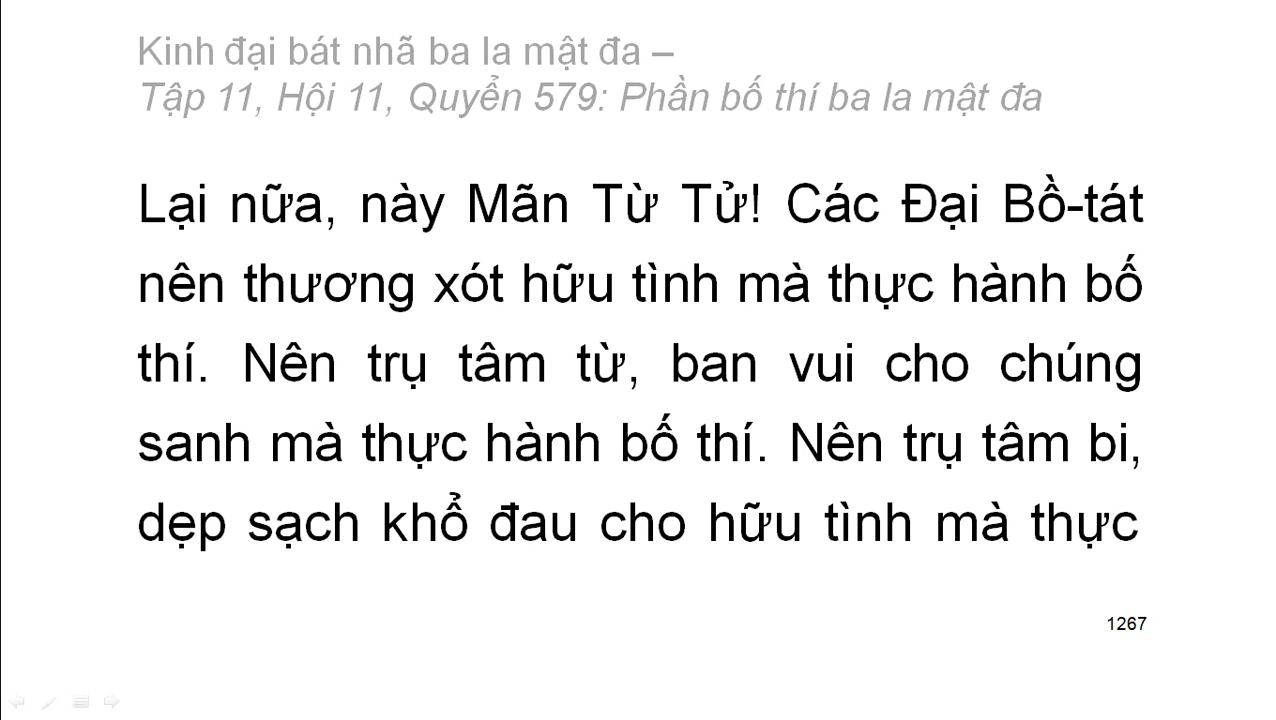 Kinh đại bát nhã ba la mật đa –
Tập 11, Hội 11, Quyển 579: Phần bố thí ba la mật đa
Lại nữa, này Mãn Từ Tử! Các Đại Bồ-tát
nên thương xót hữu tình mà thực hành bố
thí. Nên trụ tâm từ, ban vui cho chúng
sanh mà thực hành bố thí. Nên trụ tâm bi,
dẹp sạch khổ đau cho hữu tình mà thực
1267